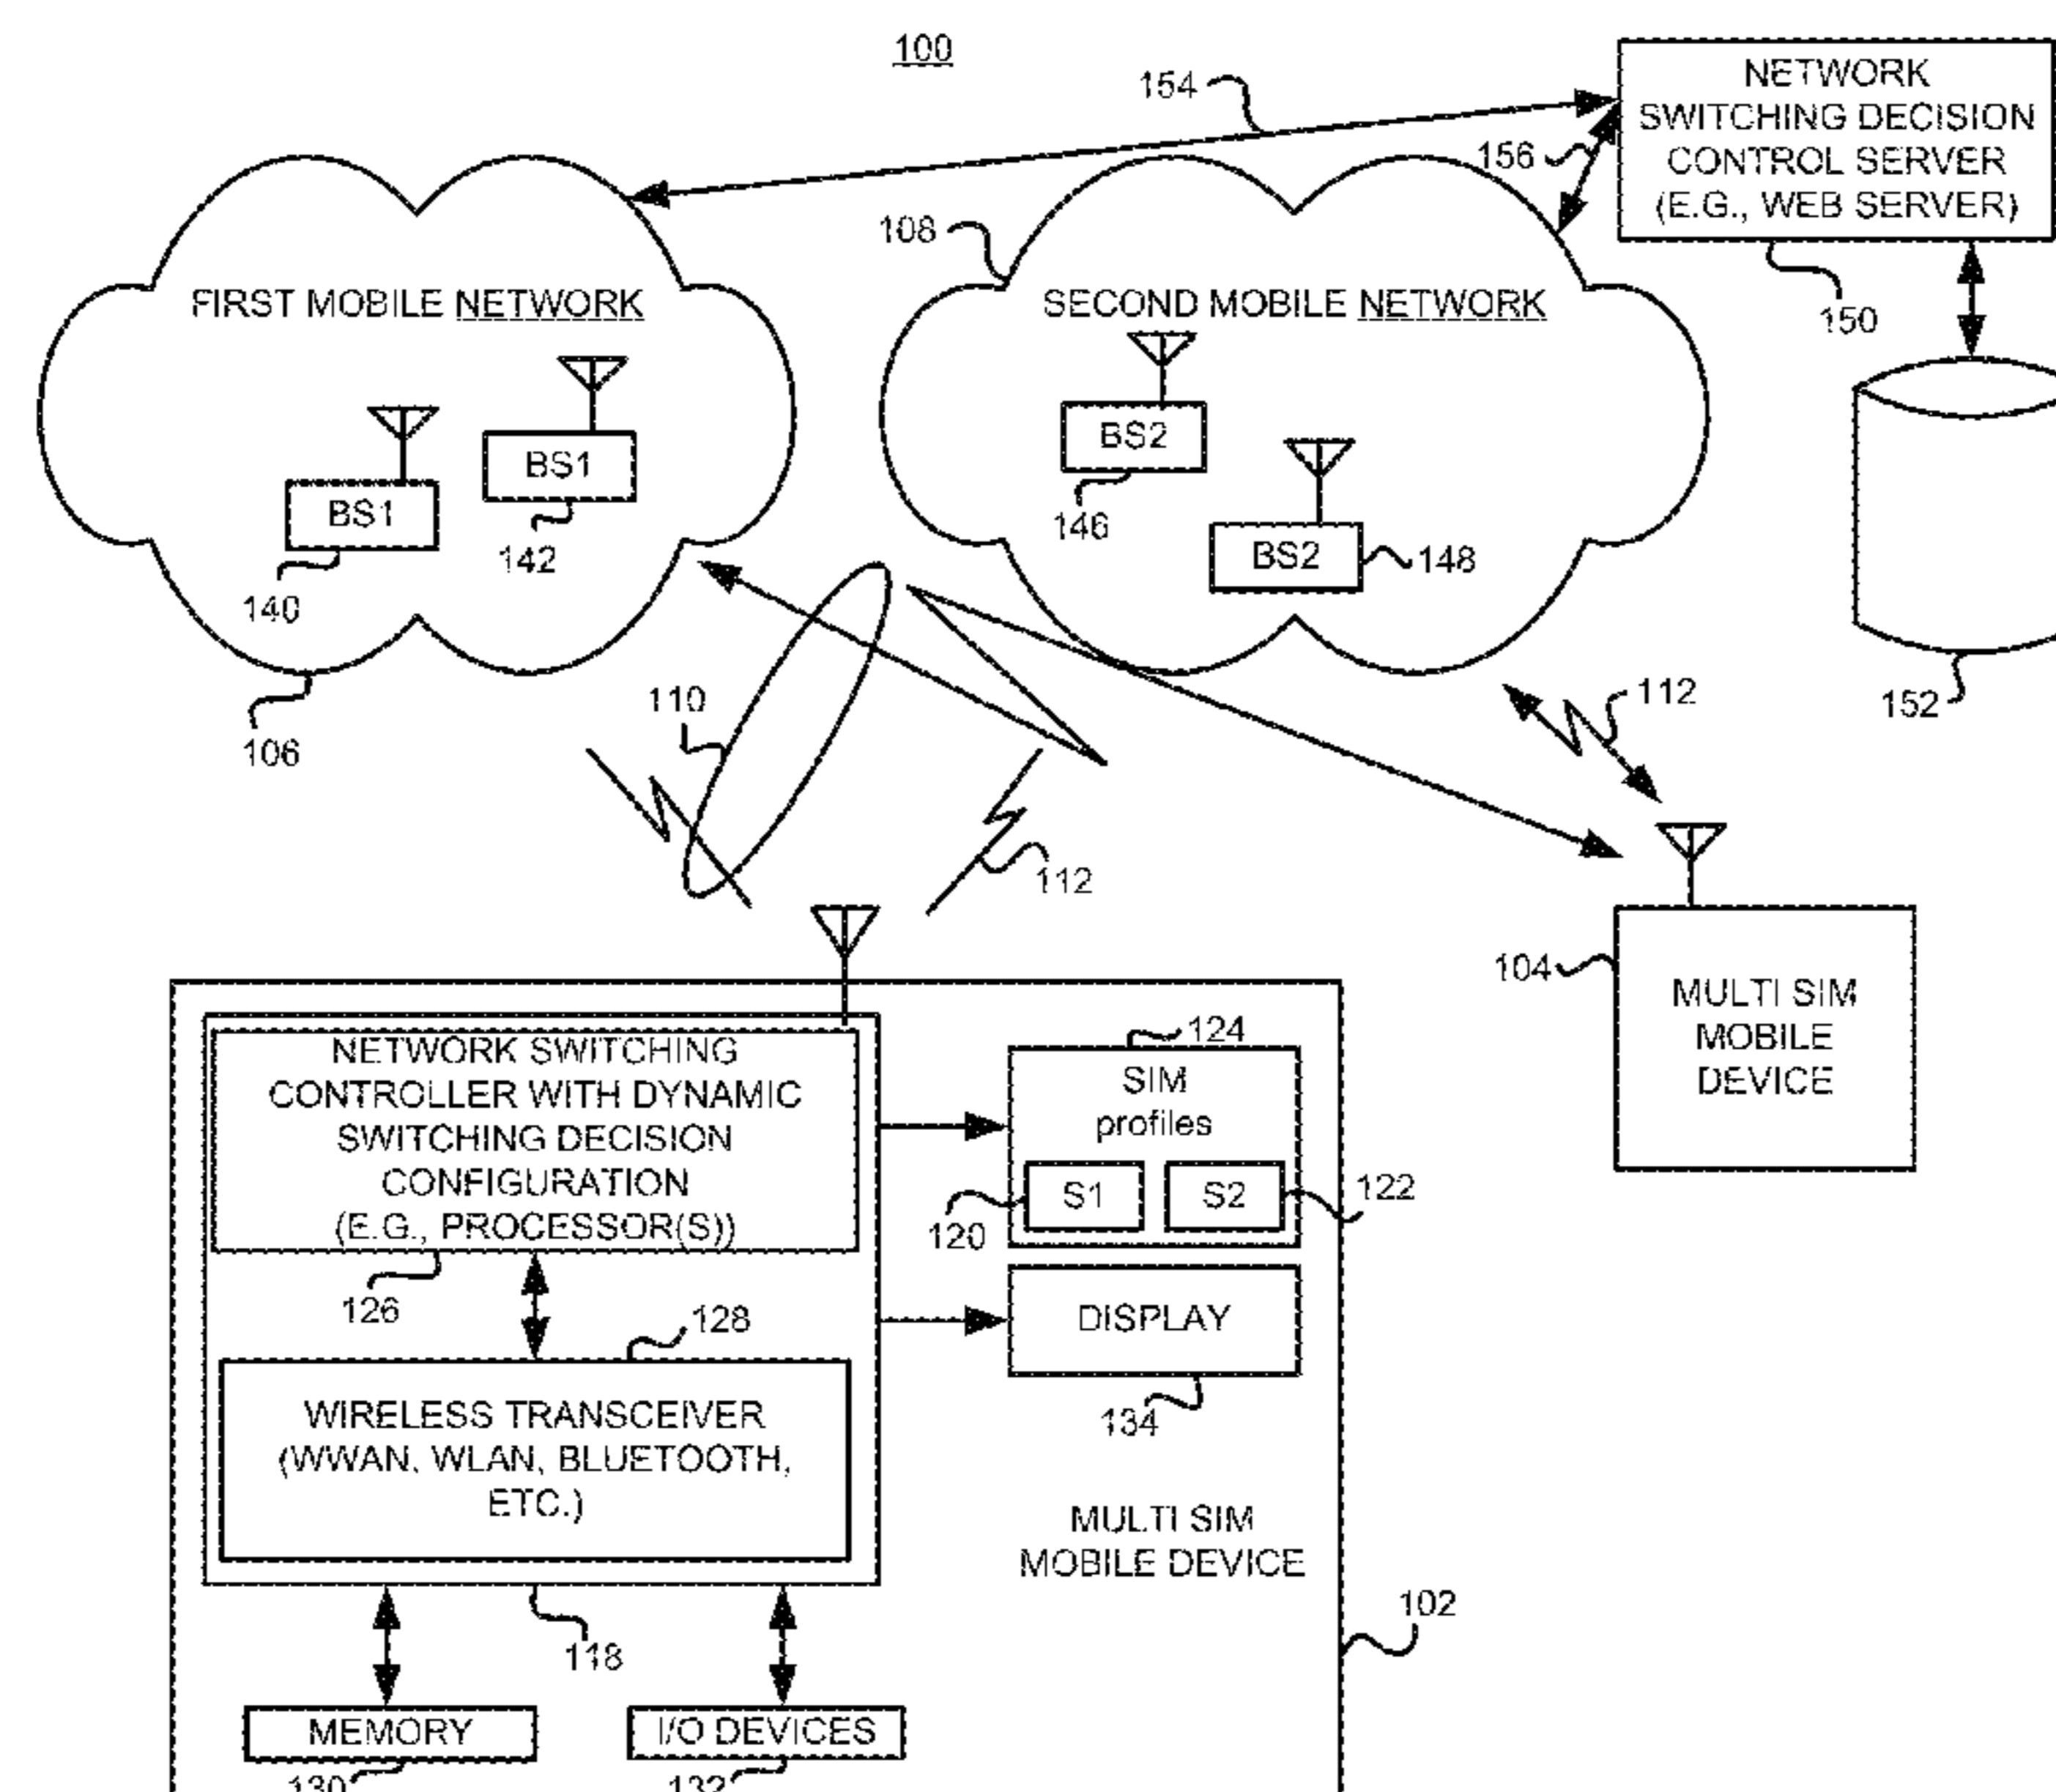 100
154
NETWORK
SWITCHING DECISION
CONTROL SERVER
(E.G., WEB SERVER)
156
108
150
FIRST MOBILE NETWORK
SECOND MOBILE NETWORK
BS1
BS1
BS2
BS2
140
142
146
148
106
110
112
112
152
104
MULTI SIM
MOBILE
DEVICE
NETWORK SWITCHING
CONTROLLER WITH DYNAMIC
SWITCHING DECISION
CONFIGURATION
(E.G., PROCESSOR(S))
124
SIM
profiles
S1
S2
120
122
126
128
DISPLAY
134
WIRELESS TRANSCEIVER
(WWAN, WLAN, BLUETOOTH,
ETC.)
MULTI SIM
MOBILE DEVICE
118
102
MEMORY
I/O DEVICES
130
132